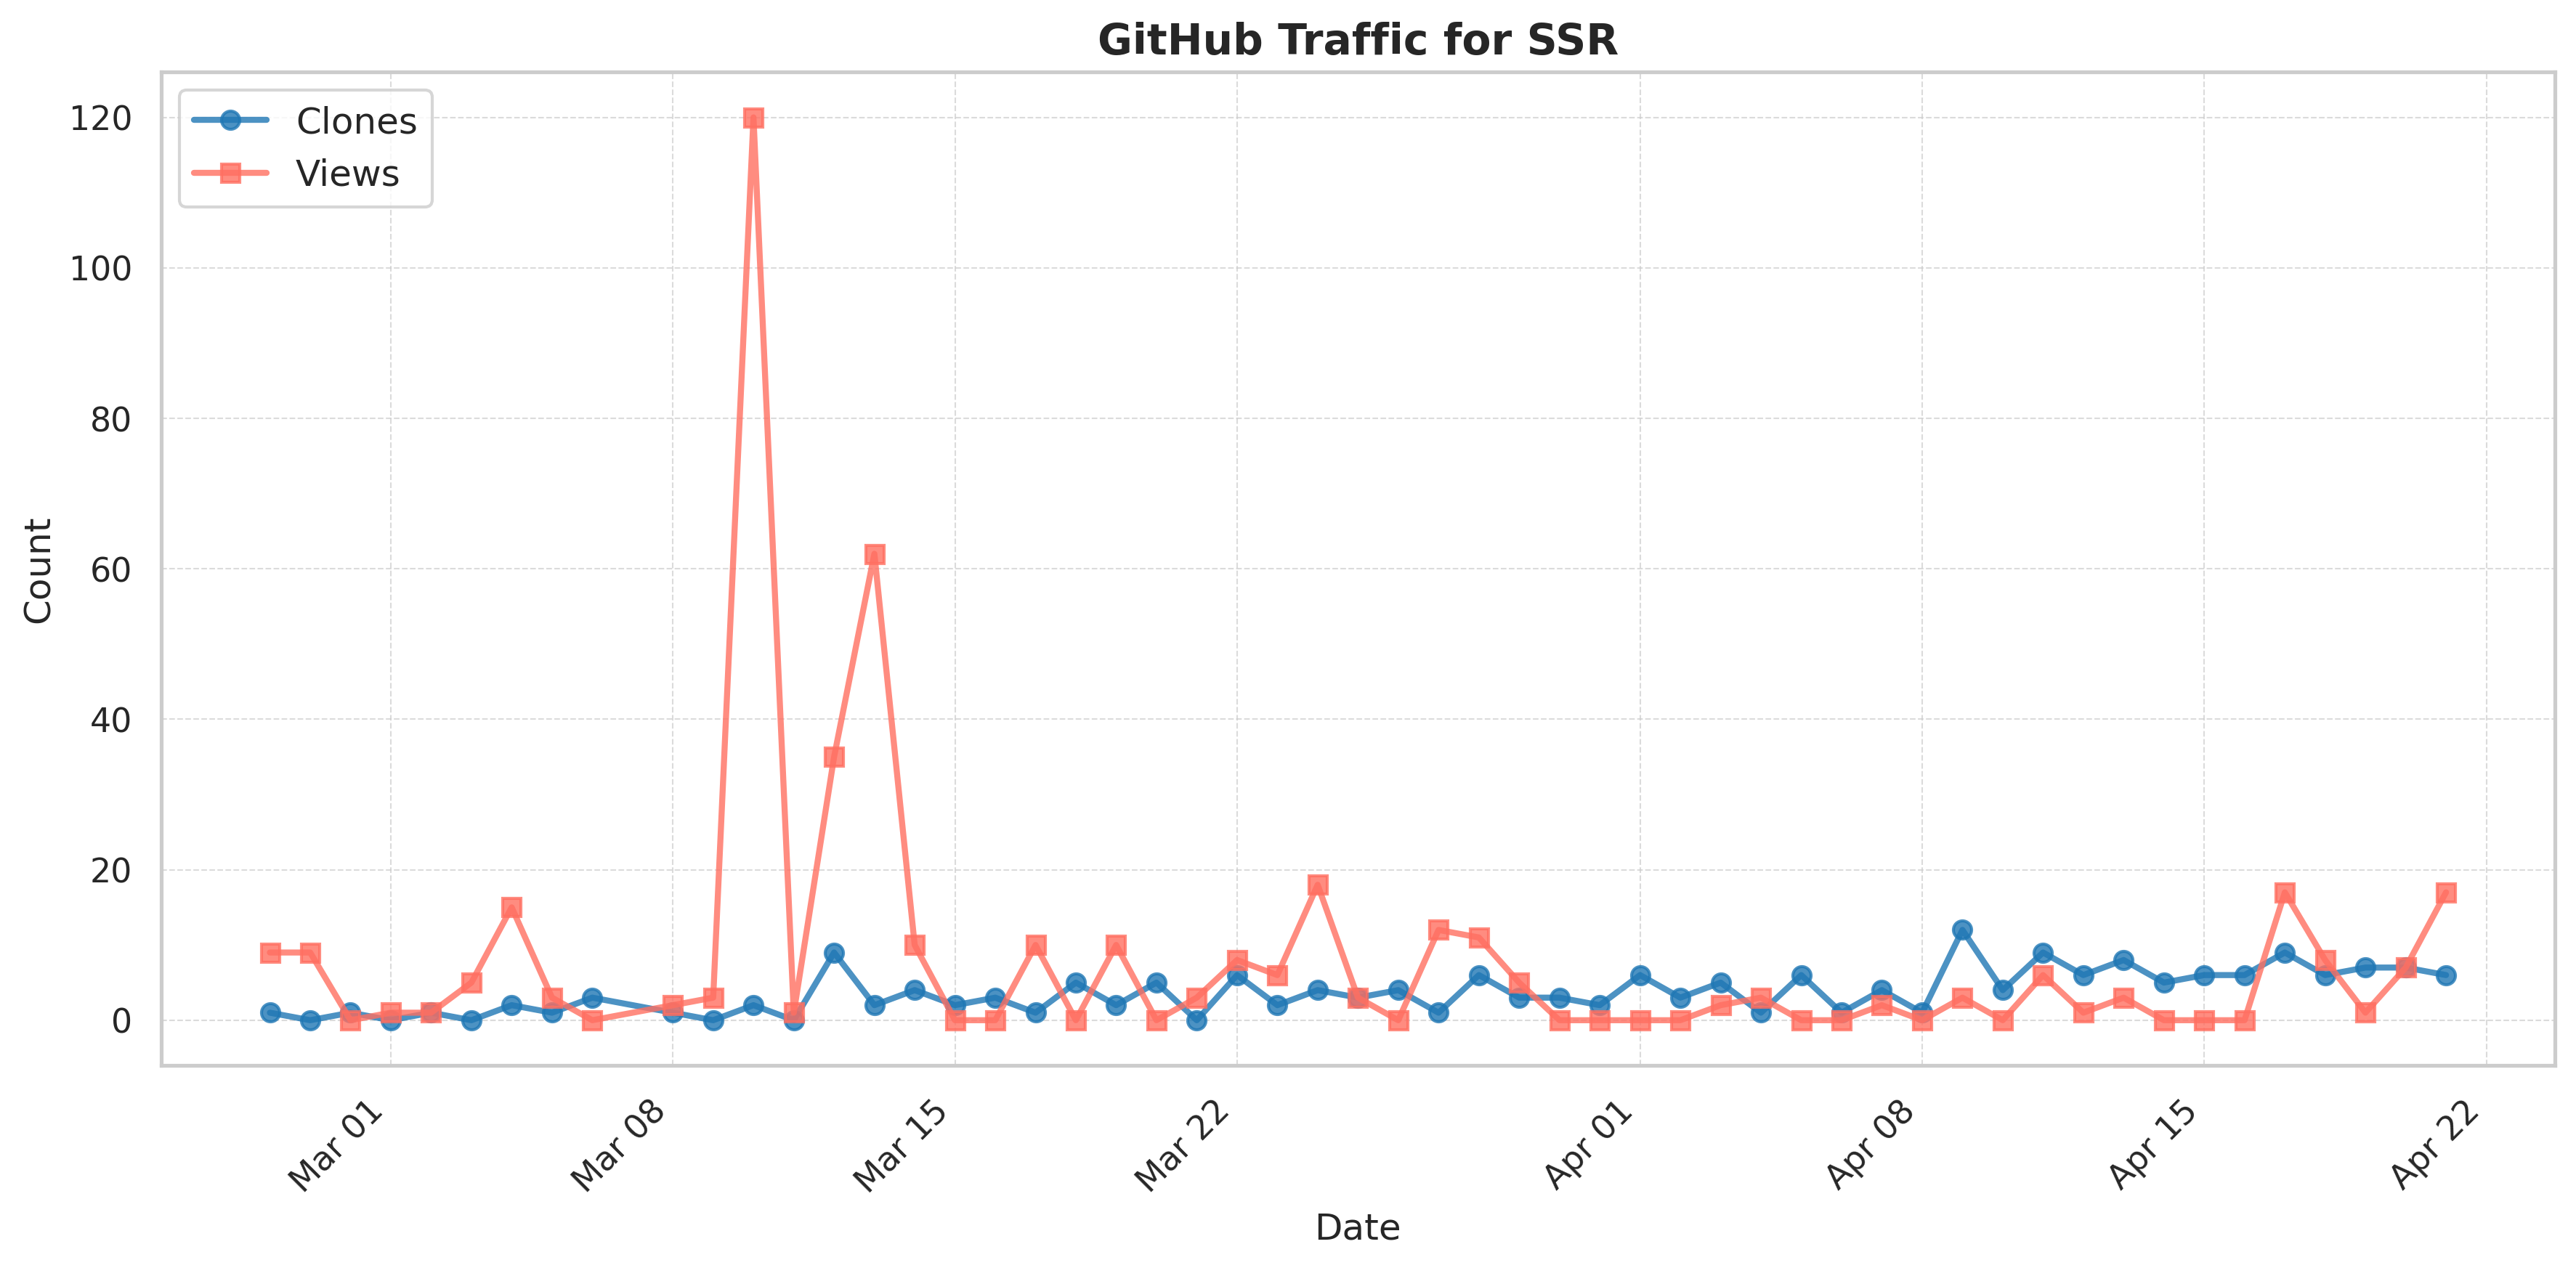 GitHub Traffic for SSR
Clones
Views
120
100
80
60
40
20
0
Count
Mar 01
Mar 08
Mar 15
Mar 22
Apr 01
Apr 08
Apr 15
Apr 22
Date